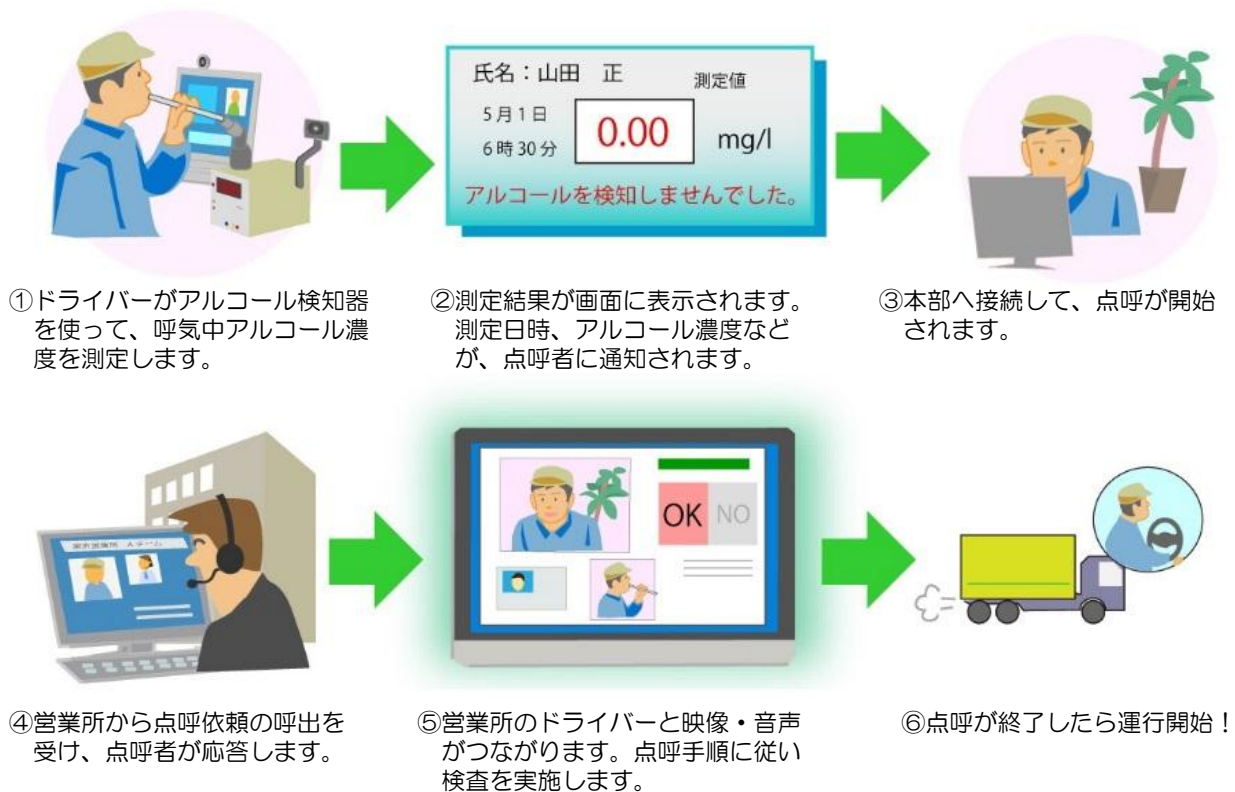 氏名：山田　正
測定値
5月1日
6時30分
0.00
mg/l
アルコールを検知しませんでした。
①ドライバーがアルコール検知器
を使って、呼気中アルコール濃
度を測定します。
②測定結果が画面に表示されます。
測定日時、アルコール濃度など
が、点呼者に通知されます。
③本部へ接続して、点呼が開始
されます。
OK
NO
④営業所から点呼依頼の呼出を
受け、点呼者が応答します。
⑤営業所のドライバーと映像・音声
がつながります。点呼手順に従い
検査を実施します。
⑥点呼が終了したら運行開始！